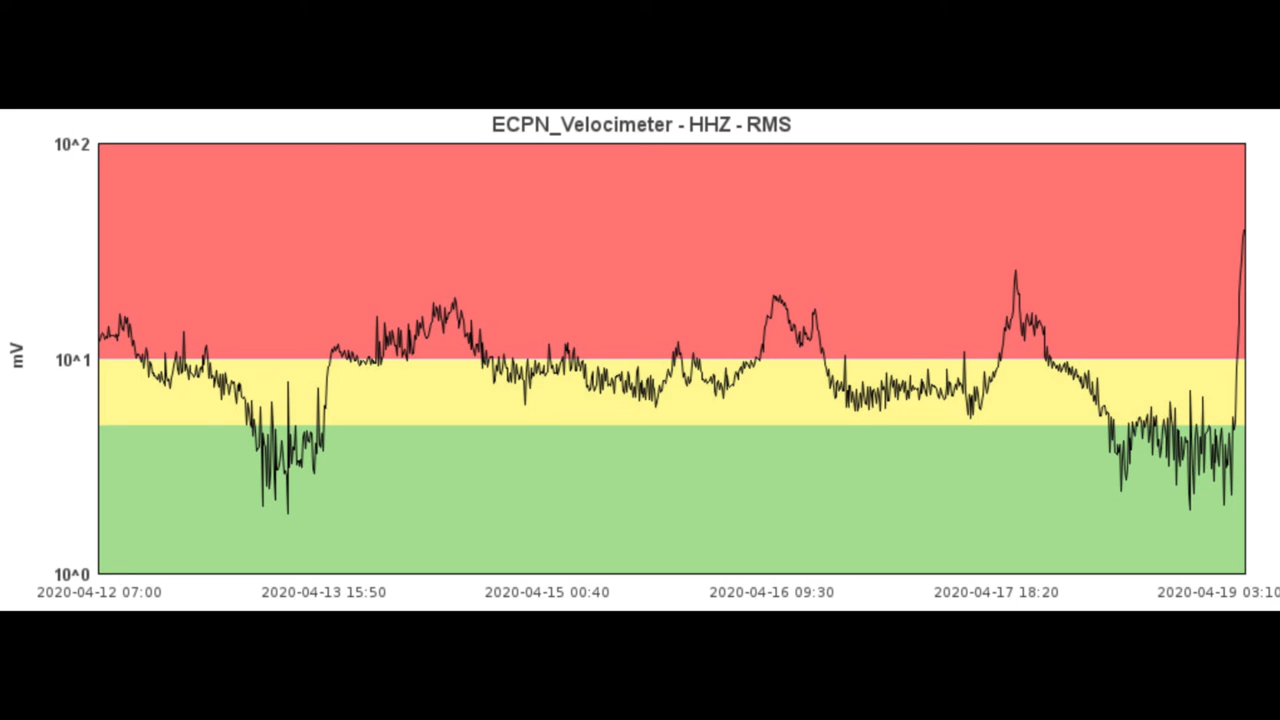 ECPN_Velocimeter - HHZ - RMS
10^2
mV
10^1
10^0
2020-04-12 07:00 2020-04-13 15:50 2020-04-15 00:40 2020-04-16 09:30 2020-04-17 18:20 2020-04-19 03:10